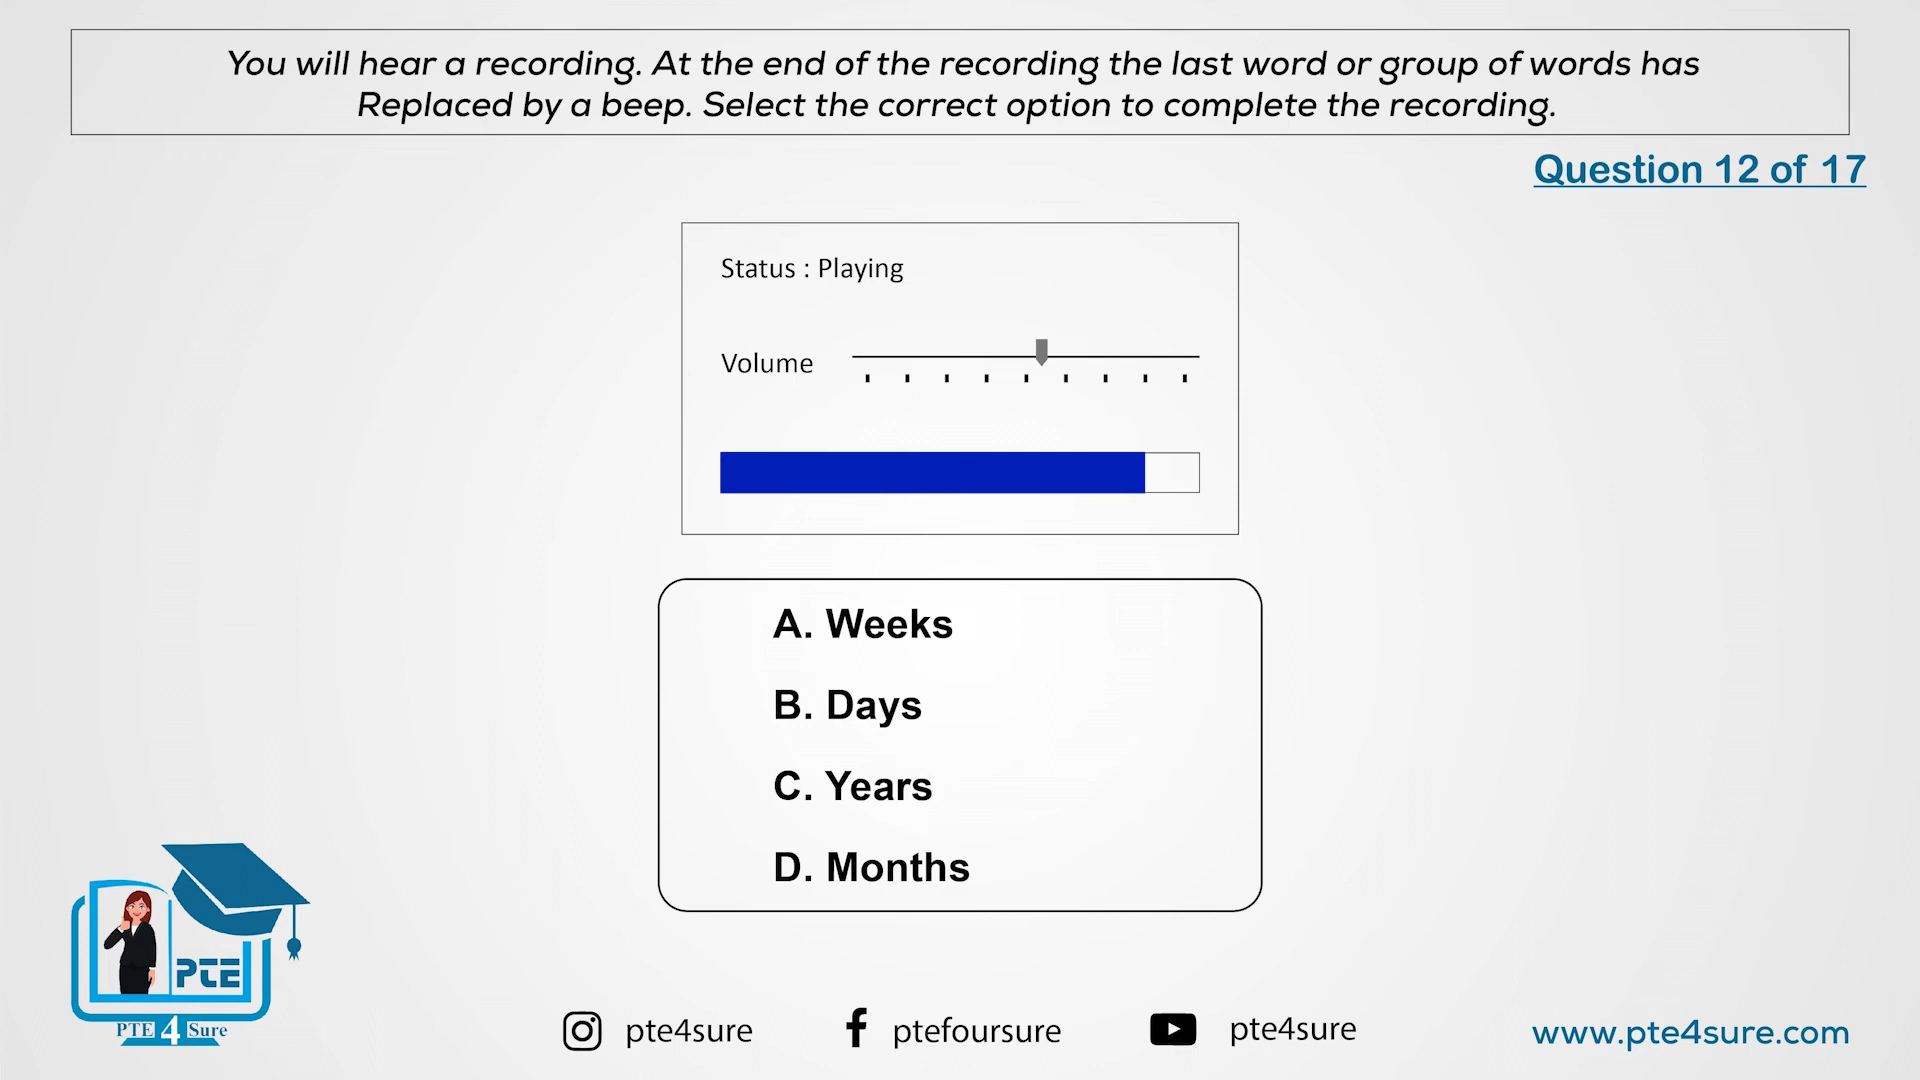 You will hear a recording. At the end of the recording the last word or group of words has
Replaced by a beep. Select the correct option to complete the recording.
Question 12 of 17
Status : Playing
Volume
A. Weeks
B. Days
C. Years
D. Months
PTE
PTE 4 Sure
pte4sure
ptefoursure
pte4sure
www.pte4sure.com